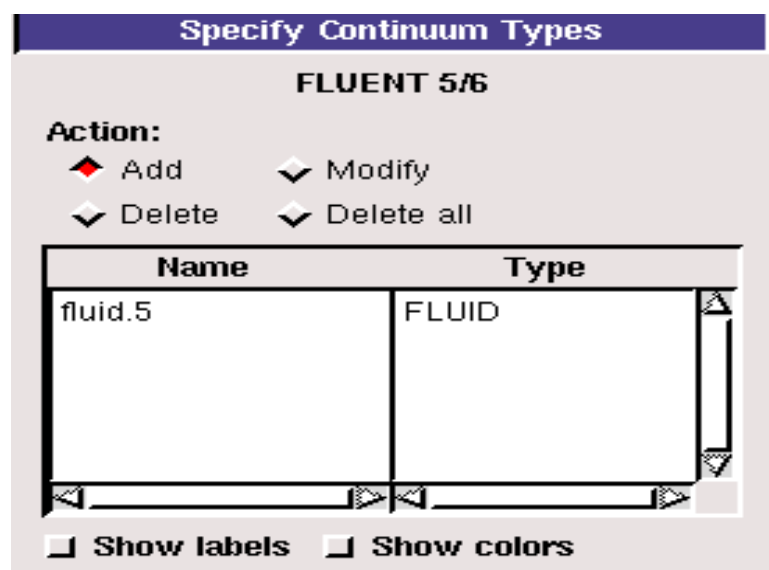 Specify Continuum Types
FLUENT 5/6
Action:
Add Modify
Delete Delete all
Name Type
fluid.5 FLUID
Show labels Show colors